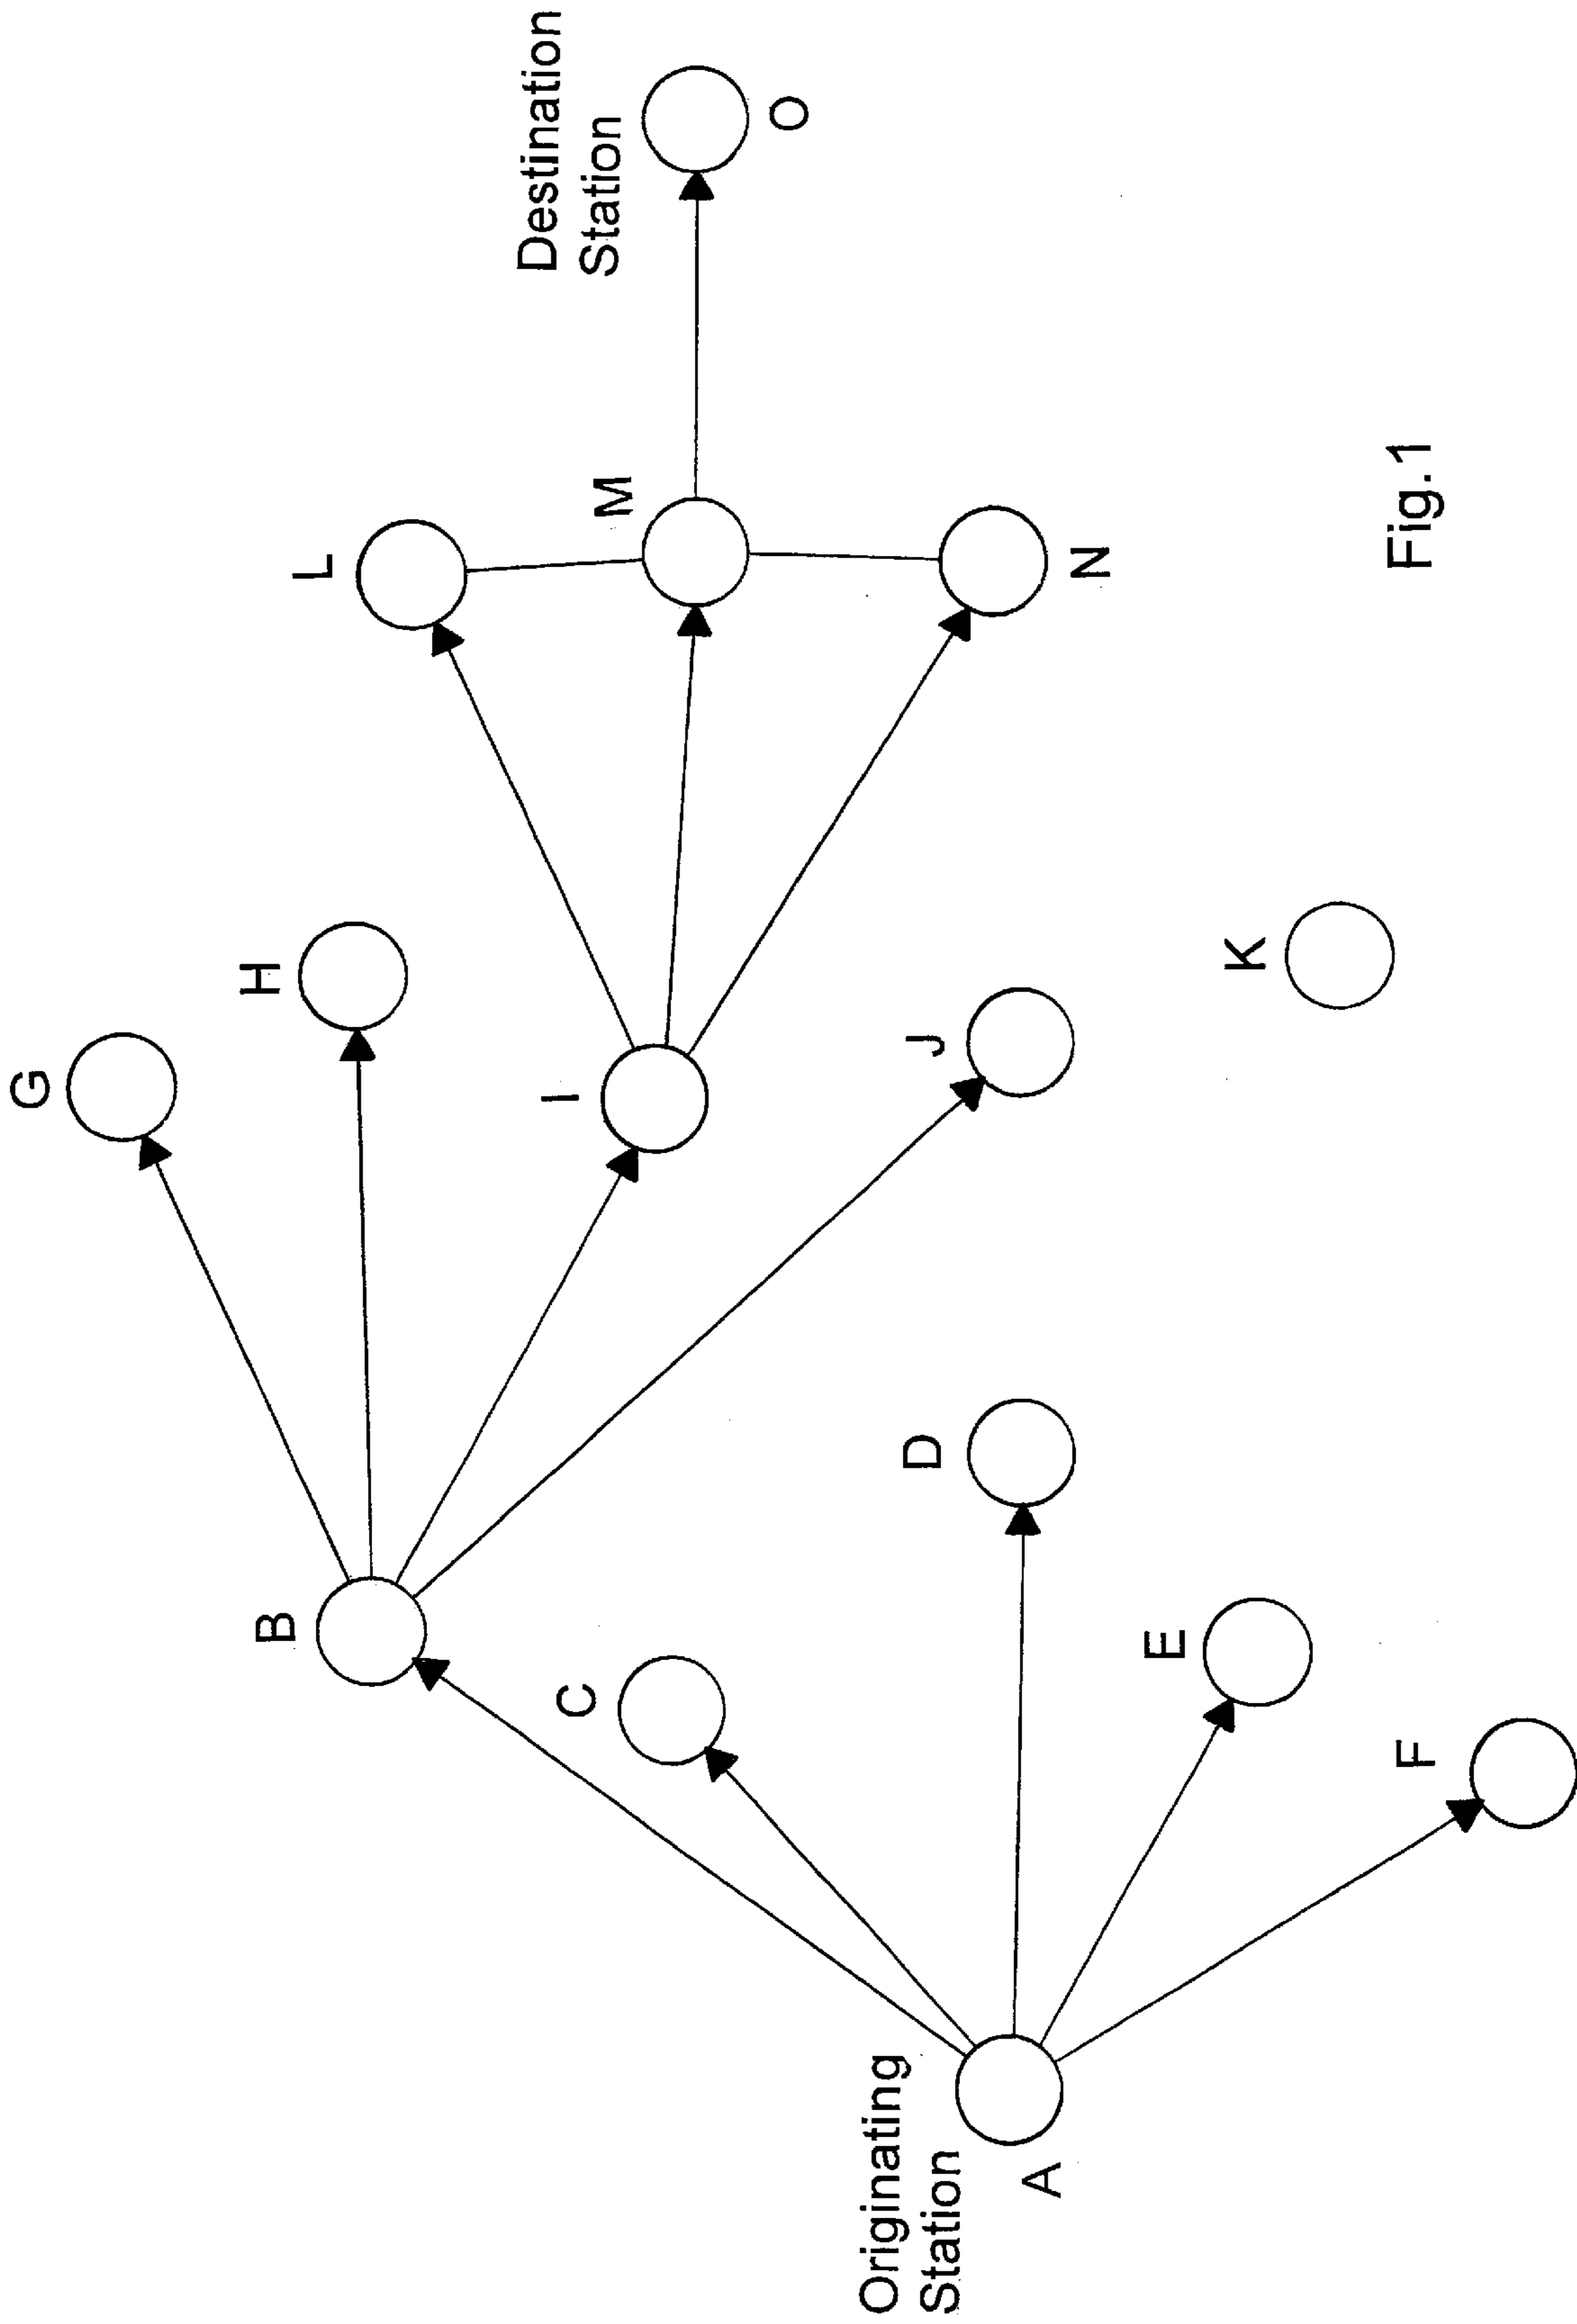 G
H
B
L
Destination
Station
I
M
C
O
J
D
Originating
Station
N
A
K
E
F
Fig.1